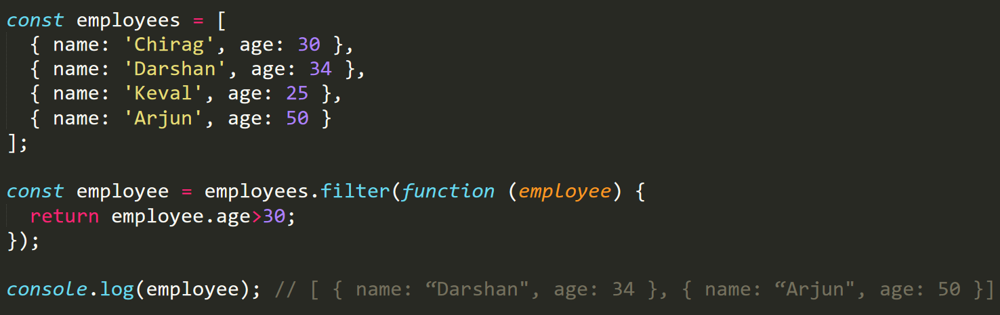 const employees = [
  { name: 'Chirag', age: 30 },
  { name: 'Darshan', age: 34 },
  { name: 'Keval', age: 25 },
  { name: 'Arjun', age: 50 }
];

const employee = employees.filter(function (employee) {
  return employee.age>30;
});

console.log(employee); // [ { name: “Darshan", age: 34 }, { name: “Arjun", age: 50 }]